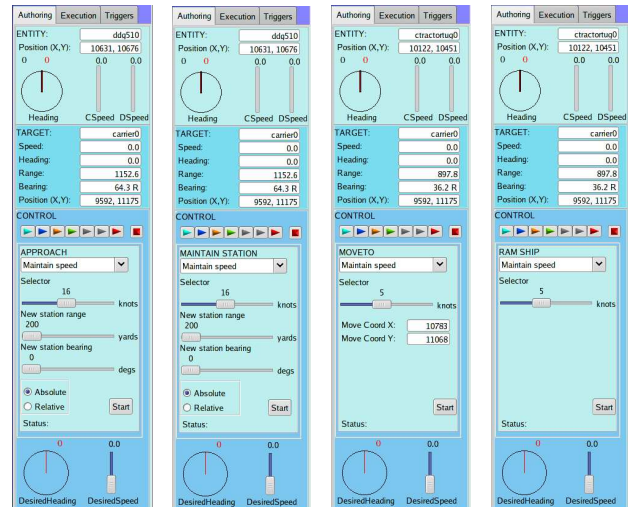 Authoring Execution Triggers
ENTITY: ddq510
Position (X,Y): 10631, 10676
0 0 0.0 0.0
Heading CSpeed DSpeed
TARGET: carrier0
Speed: 0.0
Heading: 0.0
Range: 1152.6
Bearing: 64.3 R
Position (X,Y): 9592, 11175
CONTROL
APPROACH
Maintain speed
Selector
16
knots
New station range
200
yards
New station bearing
0
degs
Absolute
Relative
Start
Status:
0 0.0
DesiredHeading DesiredSpeed
Authoring Execution Triggers
ENTITY: ddq510
Position (X,Y): 10631, 10676
0 0 0.0 0.0
Heading CSpeed DSpeed
TARGET: carrier0
Speed: 0.0
Heading: 0.0
Range: 1152.6
Bearing: 64.3 R
Position (X,Y): 9592, 11175
CONTROL
MAINTAIN STATION
Maintain speed
Selector
16
knots
New station range
200
yards
New station bearing
0
degs
Absolute
Relative
Start
Status:
0 0.0
DesiredHeading DesiredSpeed
Authoring Execution Triggers
ENTITY: ctractortuq0
Position (X,Y): 10122, 10451
0 0 0.0 0.0
Heading CSpeed DSpeed
TARGET: carrier0
Speed: 0.0
Heading: 0.0
Range: 897.8
Bearing: 36.2 R
Position (X,Y): 9592, 11175
CONTROL
MOVETO
Maintain speed
Selector
5
knots
Move Coord X: 10783
Move Coord Y: 11068
Start
Status:
0 0.0
DesiredHeading DesiredSpeed
Authoring Execution Triggers
ENTITY: ctractortuq0
Position (X,Y): 10122, 10451
0 0 0.0 0.0
Heading CSpeed DSpeed
TARGET: carrier0
Speed: 0.0
Heading: 0.0
Range: 897.8
Bearing: 36.2 R
Position (X,Y): 9592, 11175
CONTROL
RAM SHIP
Maintain speed
Selector
5
knots
Start
Status:
0 0.0
DesiredHeading DesiredSpeed